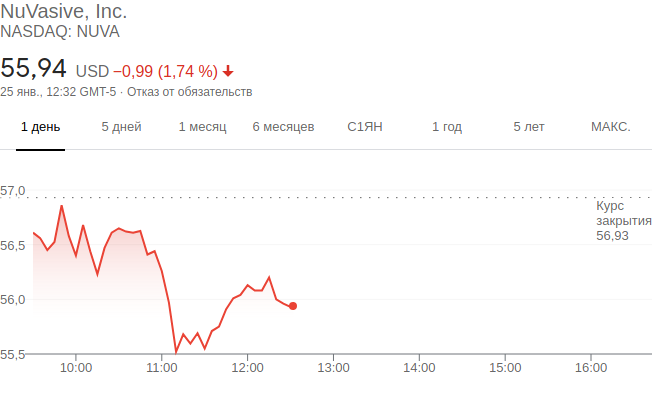 NuVasive, Inc.
NASDAQ: NUVA
55,94 USD −0,99 (1,74 %)
25 янв., 12:32 GMT-5 · Отказ от обязательств
1 день 5 дней 1 месяц 6 месяцев С1ЯН 1 год 5 лет МАКС.
57,0
Курс
закрытия
56,93
56,5
56,0
55,5
10:00 11:00 12:00 13:00 14:00 15:00 16:00